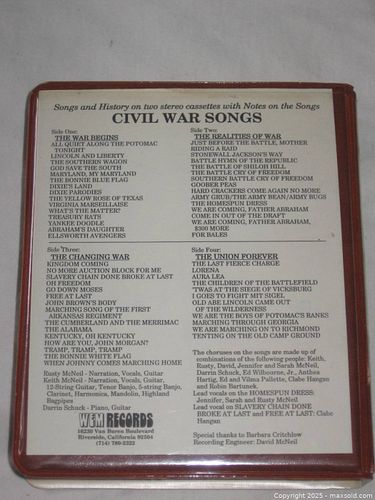 Songs and History on two stereo cassettes with Notes on the Songs
CIVIL WAR SONGS
Side One:
THE WAR BEGINS
ALL QUIET ALONG THE POTOMAC
TONIGHT
LINCOLN AND LIBERTY
THE SOUTHERN WAGON
GOD SAVE THE SOUTH
MARYLAND, MY MARYLAND
THE BONNIE BLUE FLAG
DIXIE'S LAND
DIXIE PARODIES
THE YELLOW ROSE OF TEXAS
VIRGINIA MARSEILLAISE
WHAT'S THE MATTER?
TREASURY RATS
YANKEE DOODLE
ABRAHAM'S DAUGHTER
ELLSWORTH AVENGERS
Side Two:
THE REALITIES OF WAR
JUST BEFORE THE BATTLE, MOTHER
RIDING A RAID
STONEWALL JACKSON'S WAY
BATTLE HYMN OF THE REPUBLIC
THE BATTLE OF SHILOH HILL
THE BATTLE CRY OF FREEDOM
SOUTHERN BATTLE CRY OF FREEDOM
GOOBER PEAS
HARD CRACKERS COME AGAIN NO MORE
ARMY GRUB/THE ARMY BEAN/ARMY BUGS
THE HOMESPUN DRESS
WE ARE COMING, FATHER ABRAHAM
COME IN OUT OF THE DRAFT
WE ARE COMING, FATHER ABRAHAM,
$300 MORE
FOR BALES
Side Three:
THE CHANGING WAR
KINGDOM COMING
NO MORE AUCTION BLOCK FOR ME
SLAVERY CHAIN DONE BROKE AT LAST
OH FREEDOM
GO DOWN MOSES
FREE AT LAST
JOHN BROWN'S BODY
MARCHING SONG OF THE FIRST
ARKANSAS REGIMENT
THE CUMBERLAND AND THE MERRIMAC
THE ALABAMA
KENTUCKY, OH KENTUCKY
HOW ARE YOU, JOHN MORGAN?
TRAMP, TRAMP, TRAMP
THE BONNIE WHITE FLAG
WHEN JOHNNY COMES MARCHING HOME
Side Four:
THE UNION FOREVER
THE LAST FIERCE CHARGE
LORENA
AURA LEA
THE CHILDREN OF THE BATTLEFIELD
'TWAS AT THE SIEGE OF VICKSBURG
I GOES TO FIGHT MIT SIGEL
OLD ABE LINCOLN CAME OUT
OF THE WILDERNESS
WE ARE THE BOYS OF POTOMAC'S BANKS
MARCHING THROUGH GEORGIA
WE ARE MARCHING ON TO RICHMOND
TENTING ON THE OLD CAMP GROUND
Rusty McNeil - Narration, Vocals, Guitar
Keith McNeil - Narration, Vocals, Guitar,
12-String Guitar, Tenor Banjo, 5-string Banjo,
Clarinet, Harmonica, Mandolin, Highland
Bagpipes
Darrin Schuck - Piano, Guitar
WEM RECORDS
16230 Van Buren Boulevard
Riverside, California 92504
(714) 780-2322
The choruses on the songs are made up of
combinations of the following people: Keith,
Rusty, David, Jennifer and Sarah McNeil,
Darrin Schuck, Ed Wilbourne, Jr., Anthea
Hartig, Ed and Vilma Pallette, Clabe Hangan
and Robin Bartunek.
Lead vocals on the HOMESPUN DRESS:
Jennifer, Sarah and Rusty McNeil
Lead vocal on SLAVERY CHAIN DONE
BROKE AT LAST and FREE AT LAST: Clabe
Hangan
Special thanks to Barbara Critchlow
Recording Engineer: David McNeil
Copyright © 2025 - maxsold.com